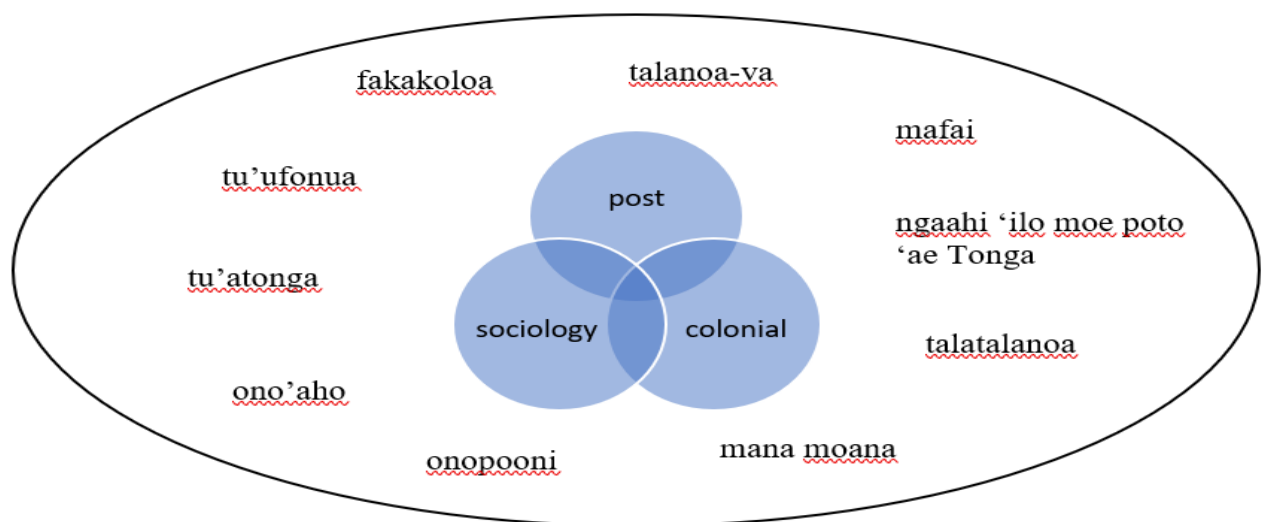 fakakoloa
talanoa-va
mafai
tu’ufonua
post
ngaahi ‘ilo moe poto
‘ae Tonga
tu’atonga
sociology
colonial
talatalanoa
ono’aho
onopooni
mana moana